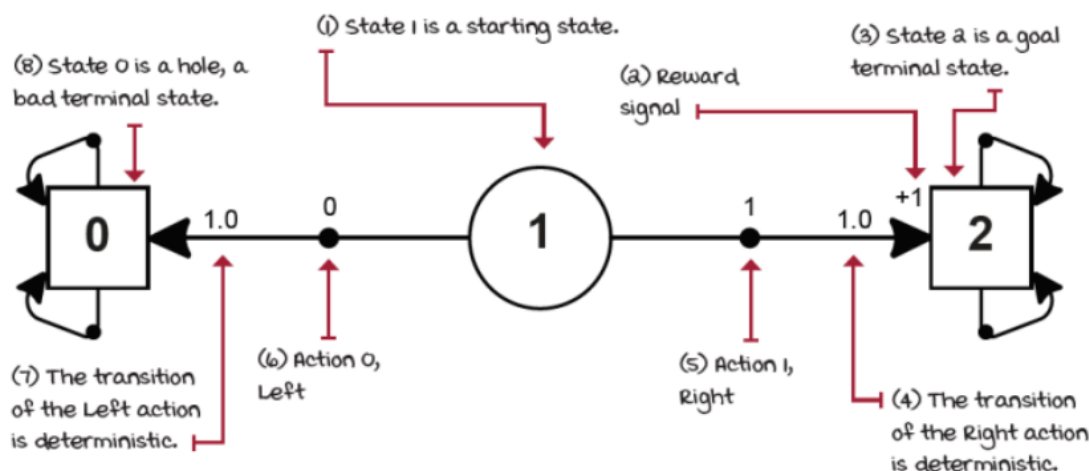 (1) State 1 is a starting state.
(3) State 2 is a goal
terminal state.
(8) State 0 is a hole, a
bad terminal state.
(2) Reward
signal
+1
0
1.0
0
1
1
1.0
2
(6) Action 0,
Left
(5) Action 1,
Right
(7) The transition
of the Left action
is deterministic.
(4) The transition
of the Right action
is deterministic.